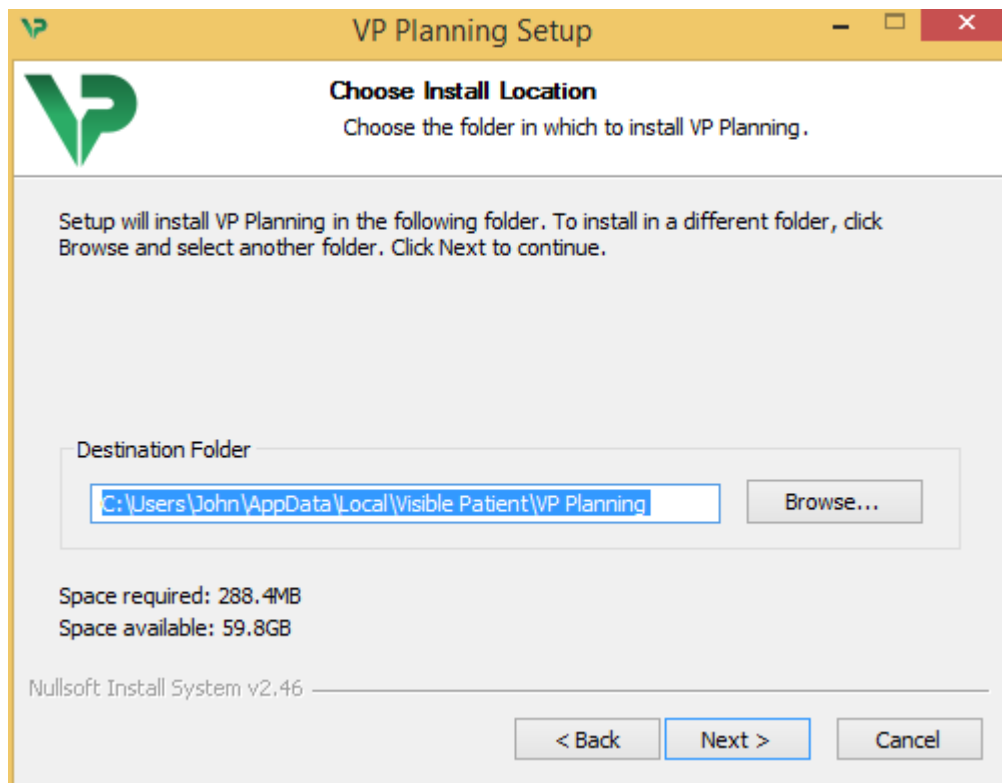 VP Planning Setup
VP
Choose Install Location
Choose the folder in which to install VP Planning.
Setup will install VP Planning in the following folder. To install in a different folder, click
Browse and select another folder. Click Next to continue.
Destination Folder
C:\Users\John\AppData\Local\Visible Patient\VP Planning
Browse...
Space required: 288.4MB
Space available: 59.8GB
Nullsoft Install System v2.46
< Back
Next >
Cancel